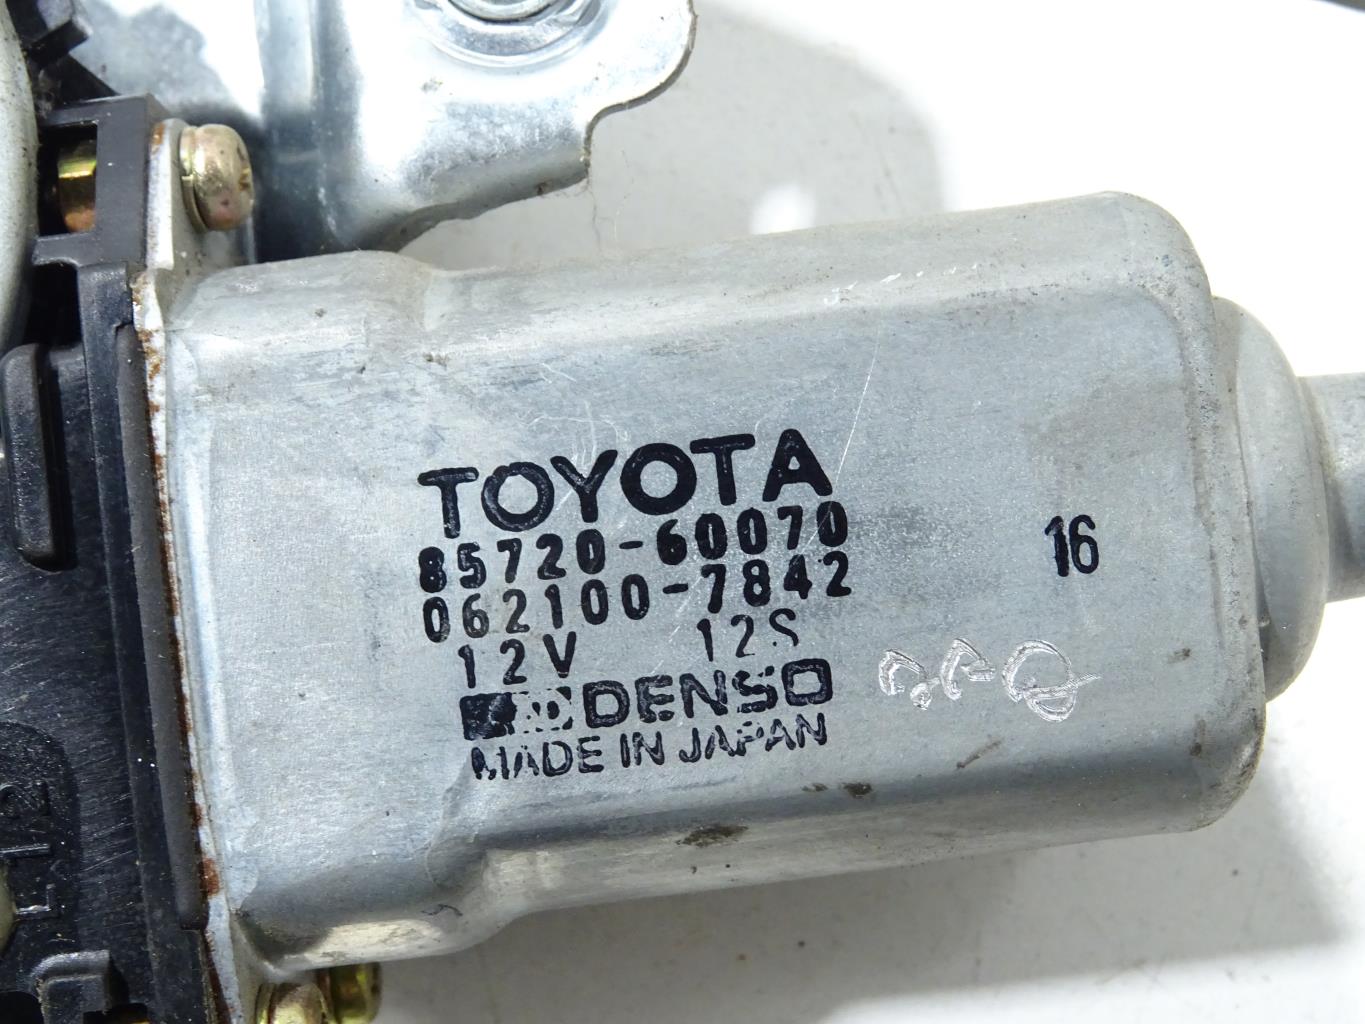 TOYOTA
85720-60070
062100-7842
12V 12S
DENSO
MADE IN JAPAN
16